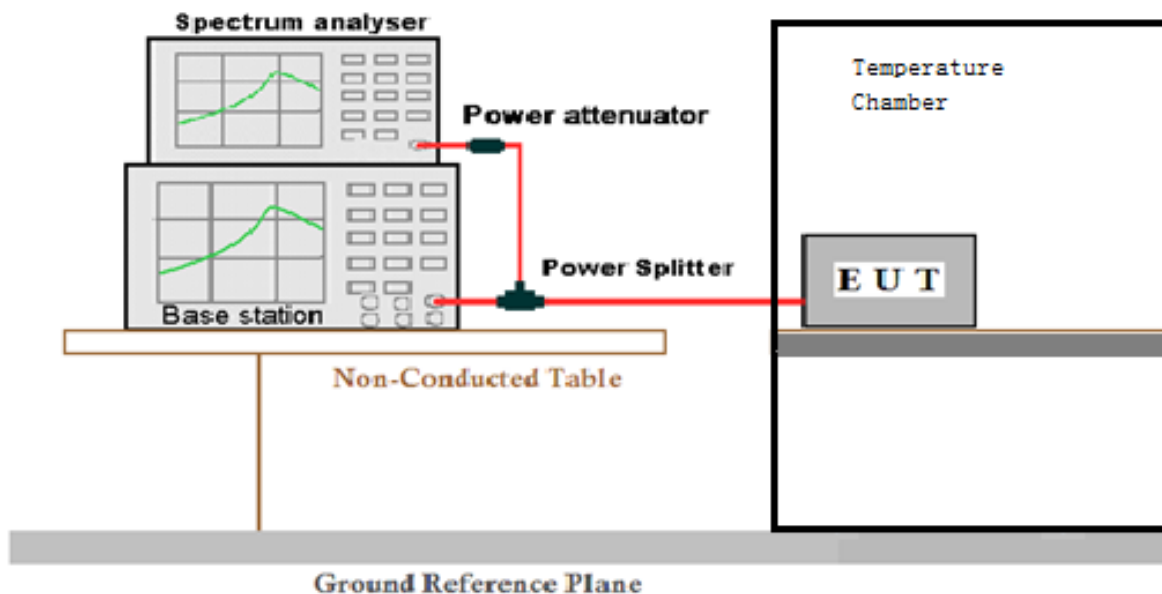 Spectrum analyser
Temperature
Chamber
Power attenuator
Power Splitter
E U T
Base station
Non-Conducted Table
Ground Reference Plane